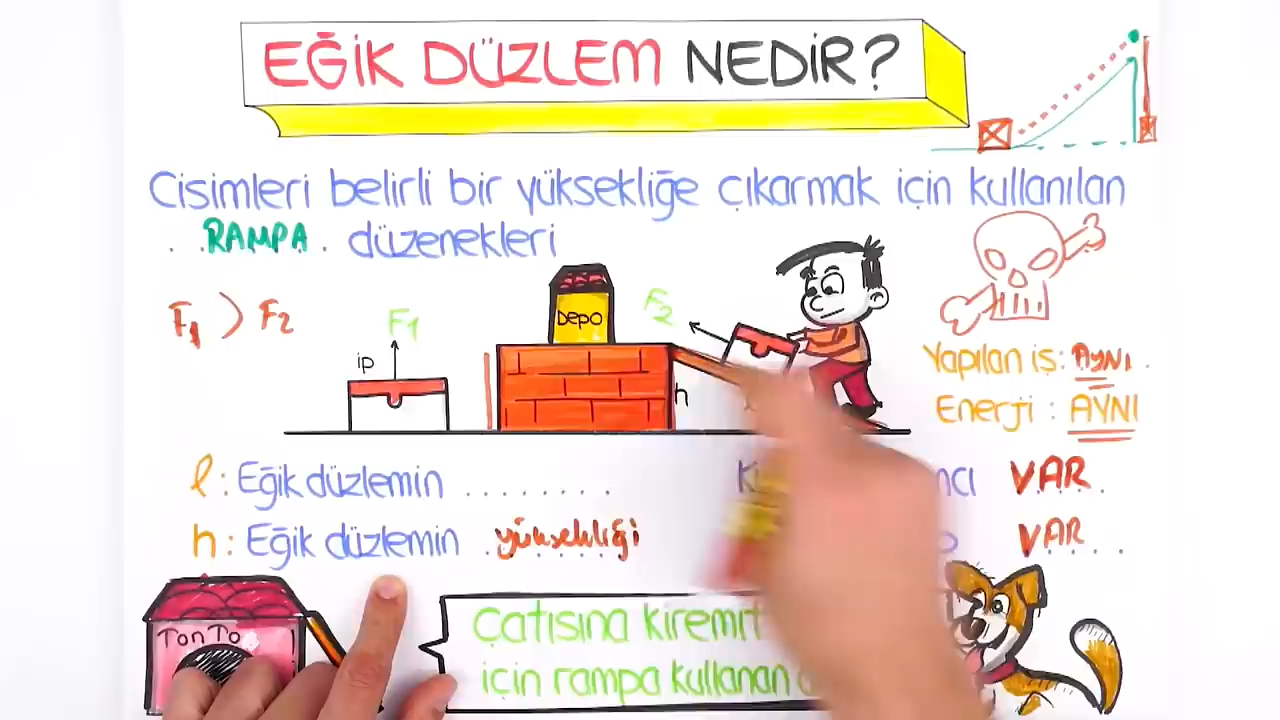 EĞİK DÜZLEM NEDİR?
Cisimleri belirli bir yüksekliğe çıkarmak için kullanılan
. . RAMPA . düzenekleri
F₁ > F₂
F₁
ip
Depo
F₂
h
Yapılan iş: AYNI .
Enerji : AYNI
l : Eğik düzlemin . . . . . . . .
VAR .
h : Eğik düzlemin . yüksekliği
VAR . . .
TonTo
Çatısına kiremit
için rampa kullanan